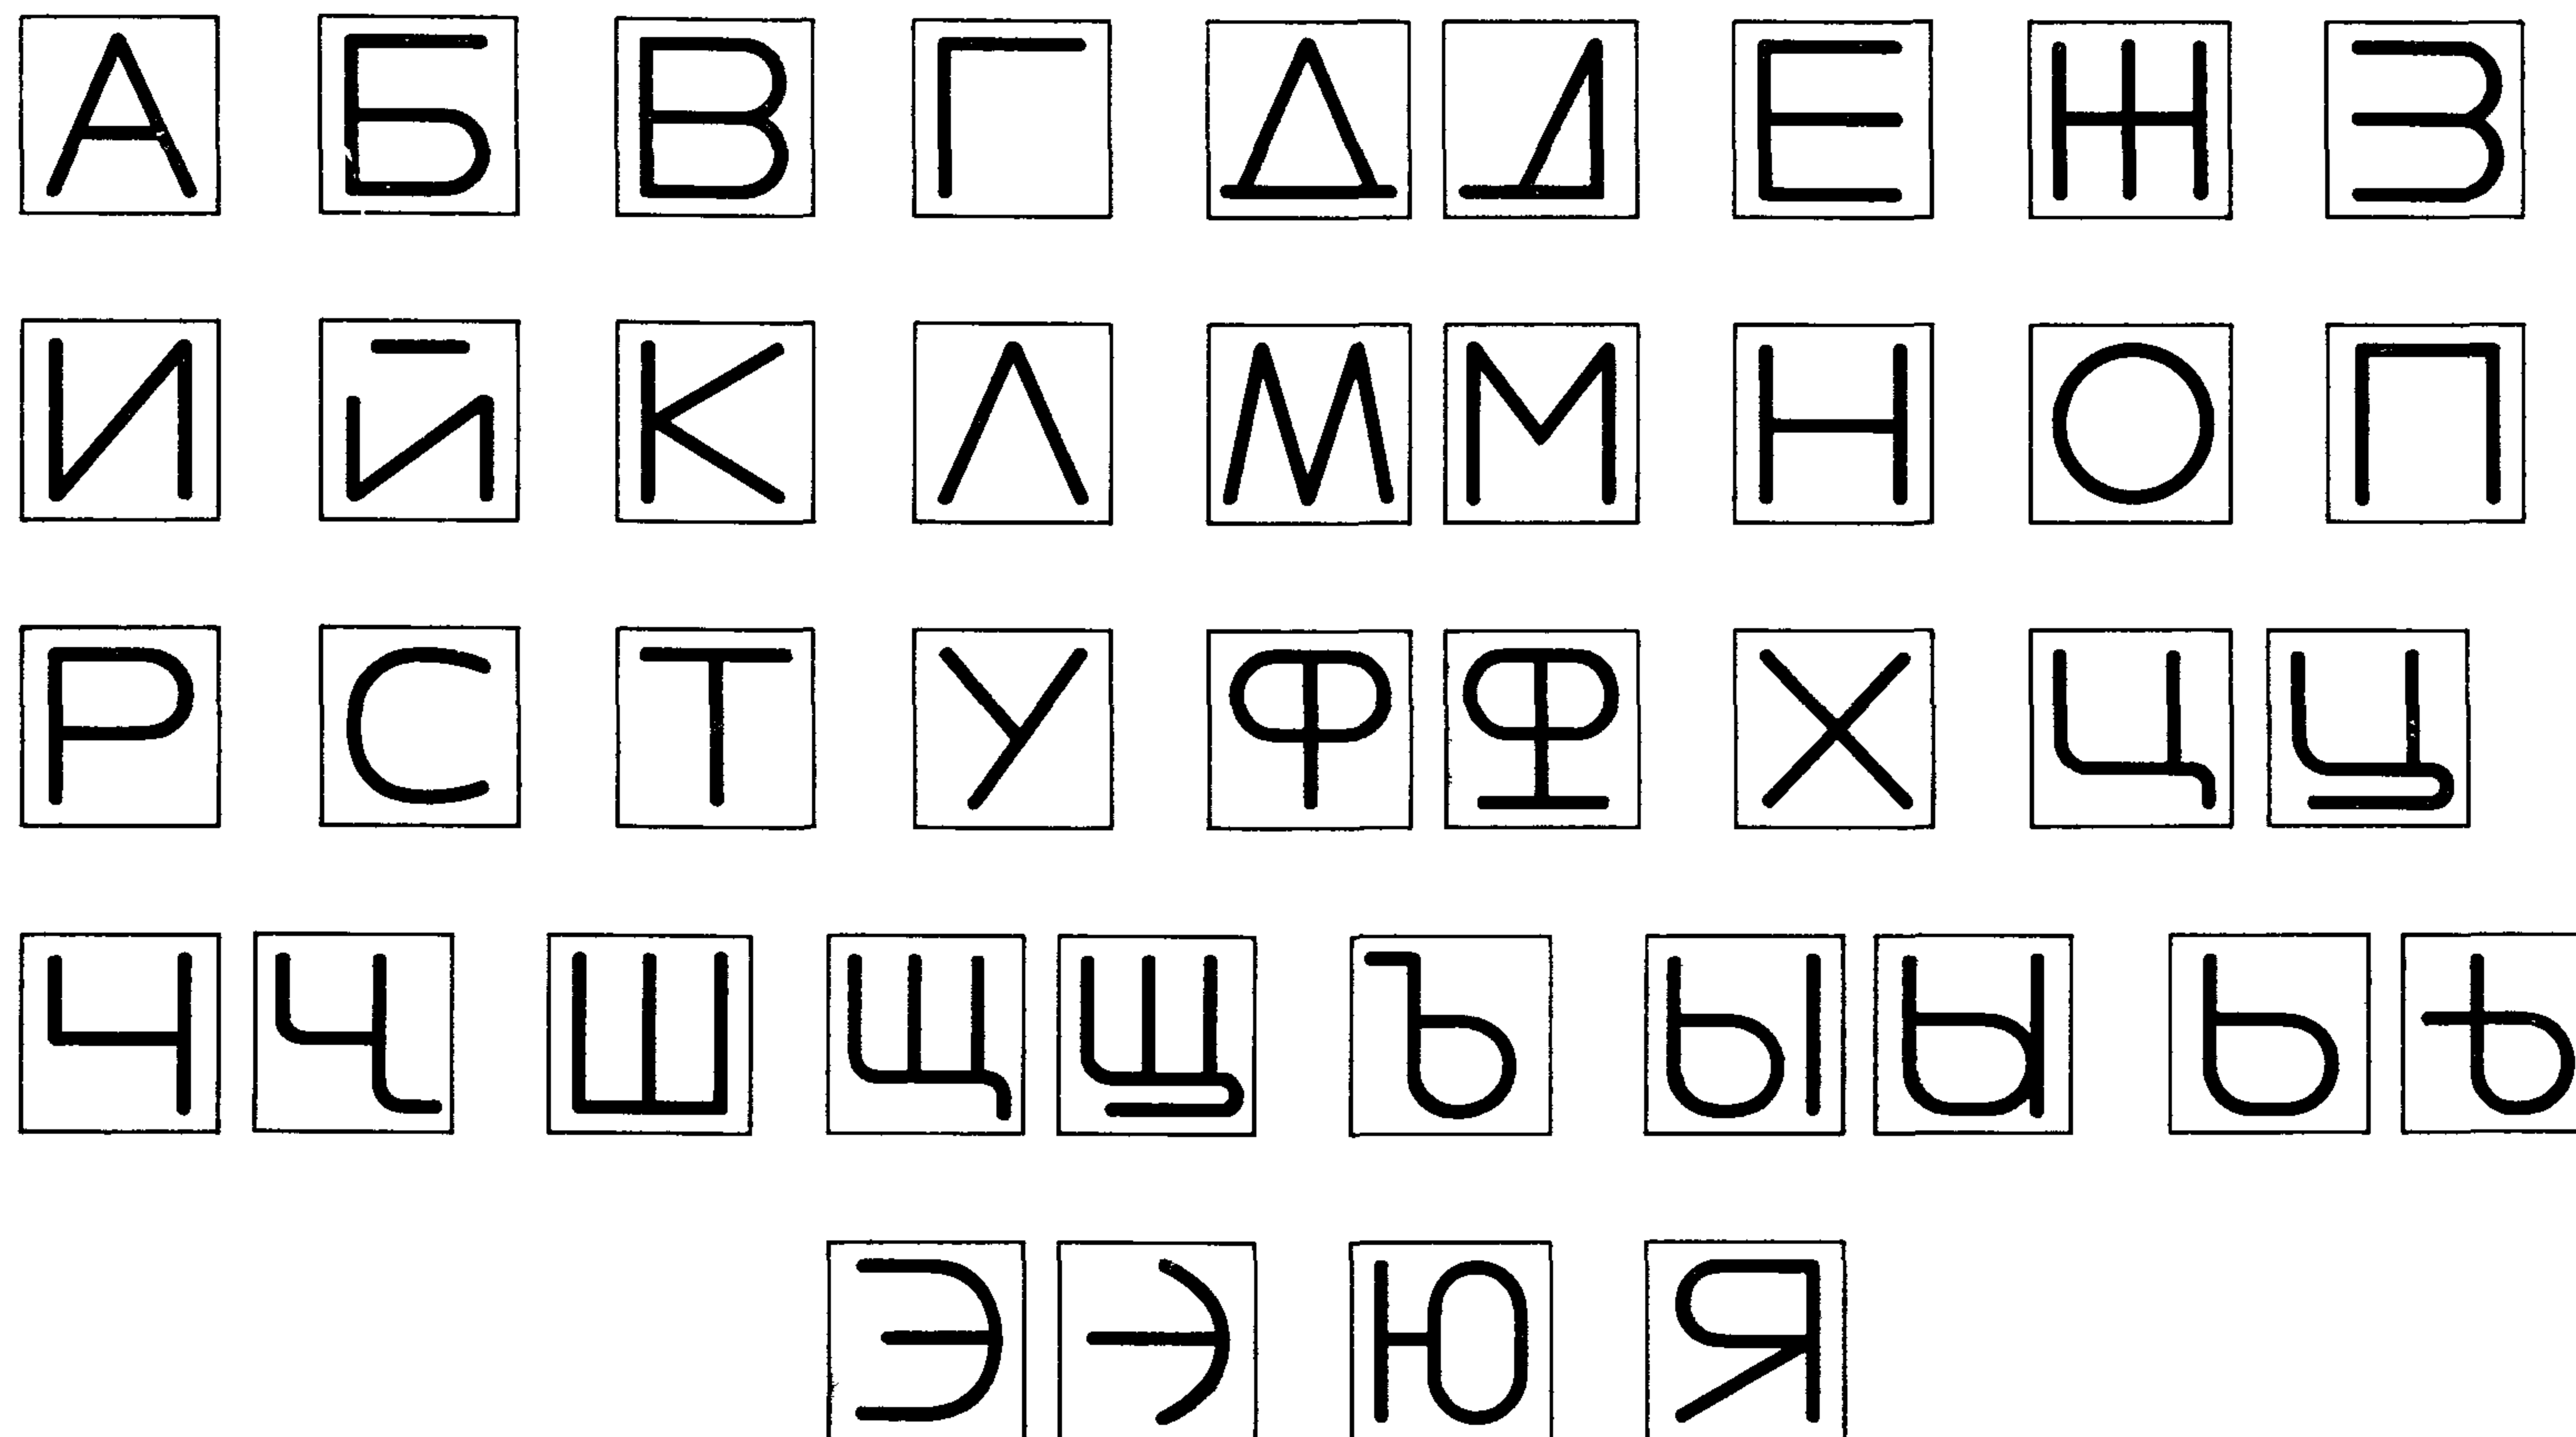 А Б В Г Д Д Е Ж З
И Й К Л М М Н О П
Р С Т У Ф Ф Х Ц Ц
Ч Ч Ш Щ Щ Ъ Ы Ы Ь Ь
Э Э Ю Я